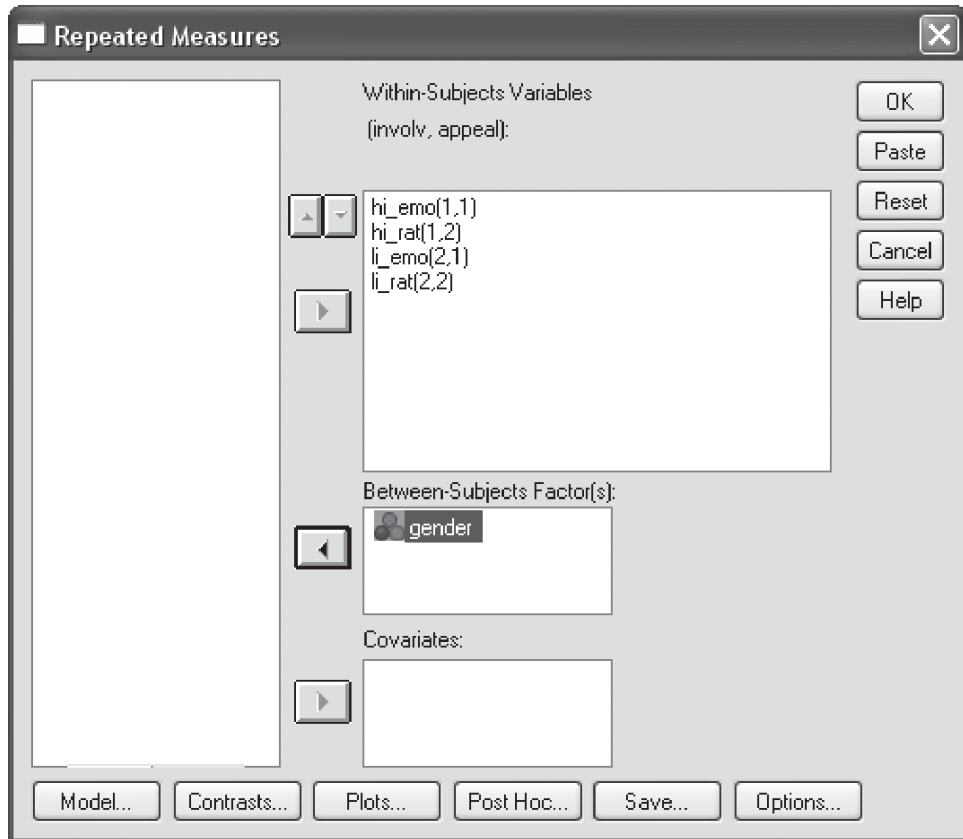 Repeated Measures
Within-Subjects Variables
(involv, appeal):
hi_emo(1,1)
hi_rat(1,2)
li_emo(2,1)
li_rat(2,2)
OK
Paste
Reset
Cancel
Help
Between-Subjects Factor(s):
gender
Covariates:
Model... Contrasts... Plots... Post Hoc... Save... Options...